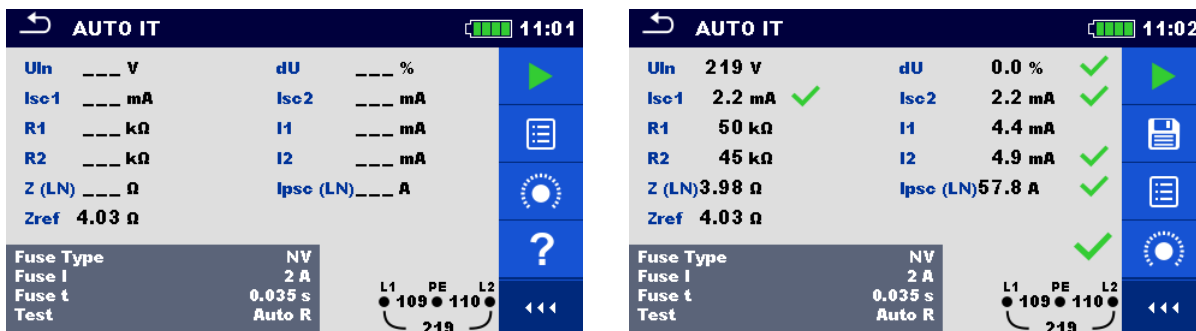 AUTO IT 11:01
Uln ___ V dU ___ %
Isc1 ___ mA Isc2 ___ mA
R1 ___ kΩ I1 ___ mA
R2 ___ kΩ I2 ___ mA
Z (LN) ___ Ω Ipsc (LN)___ A
Zref 4.03 Ω
?
Fuse Type NV
Fuse I 2 A
Fuse t 0.035 s
Test Auto R
L1 PE L2
109 110
219
AUTO IT 11:02
Uln 219 V dU 0.0 %
Isc1 2.2 mA Isc2 2.2 mA
R1 50 kΩ I1 4.4 mA
R2 45 kΩ I2 4.9 mA
Z (LN)3.98 Ω Ipsc (LN)57.8 A
Zref 4.03 Ω
Fuse Type NV
Fuse I 2 A
Fuse t 0.035 s
Test Auto R
L1 PE L2
109 110
219